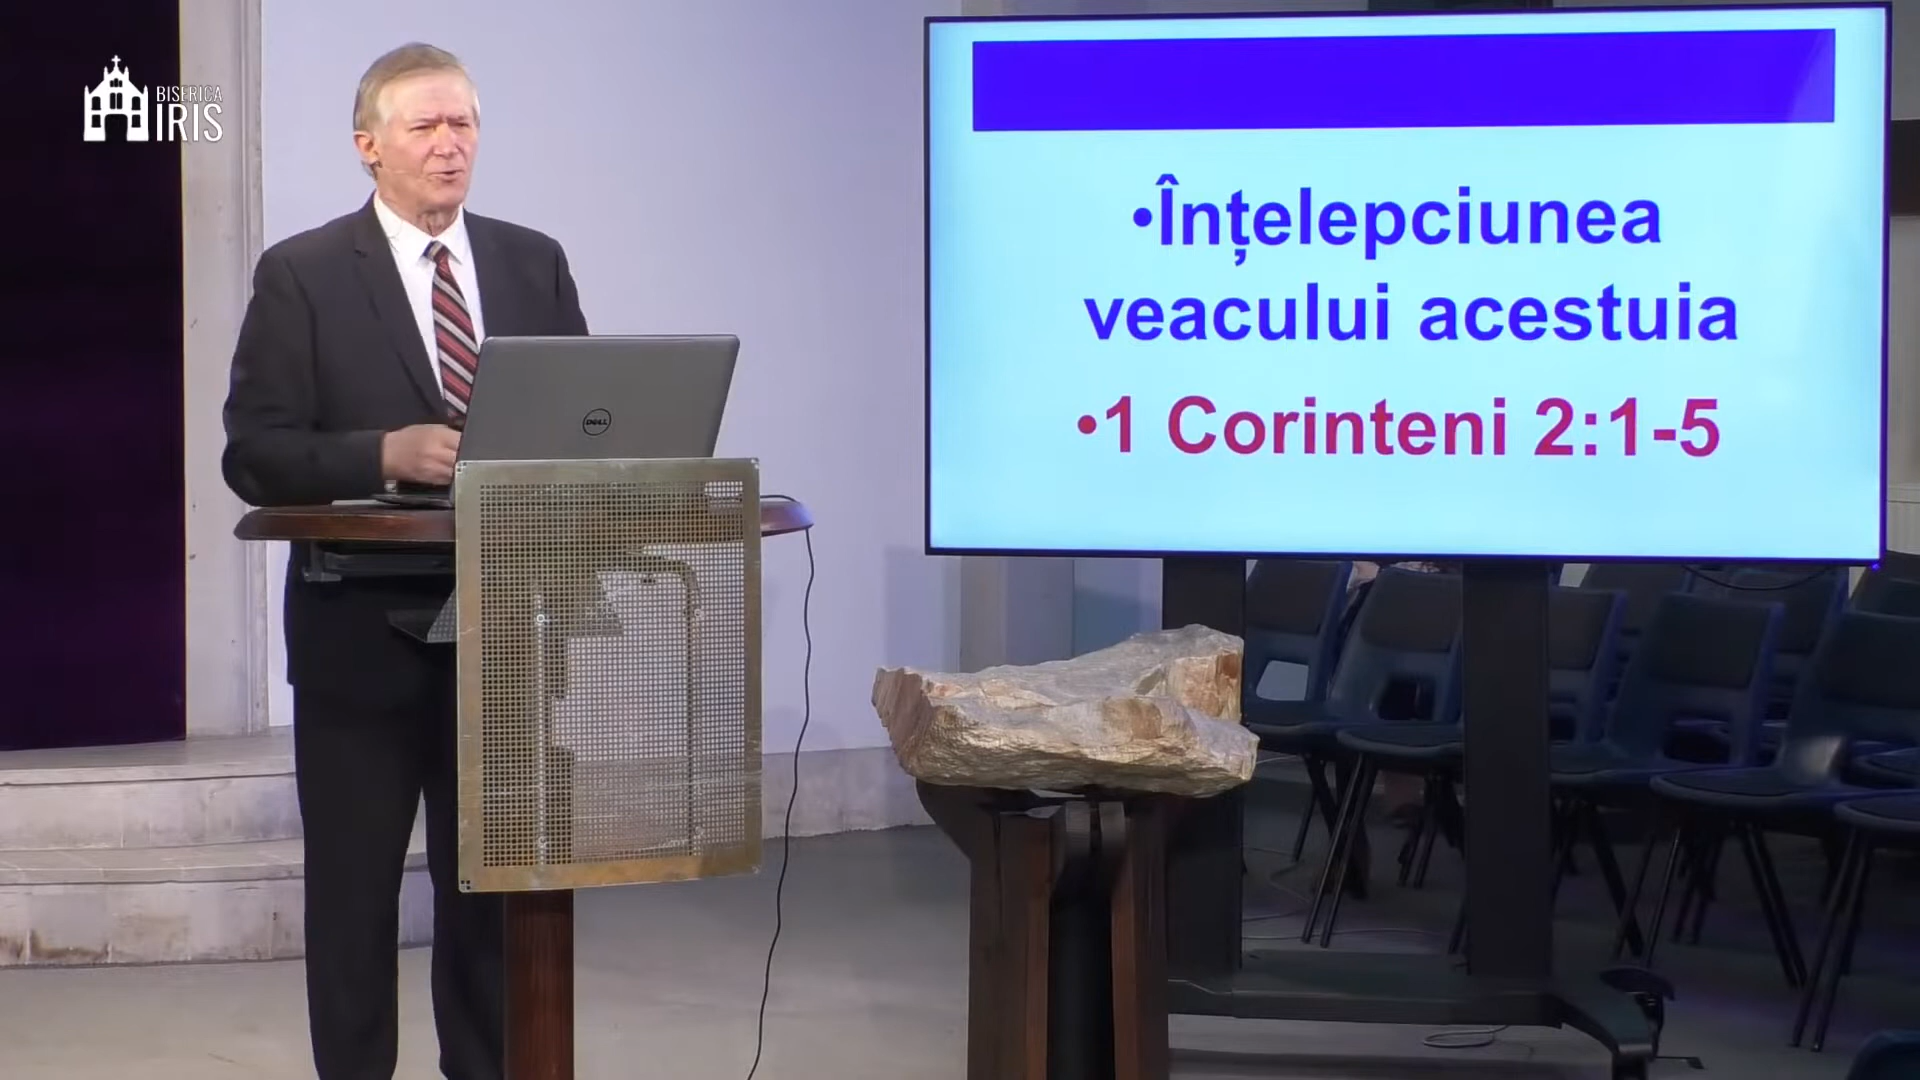 BISERICA
IRIS
•Înțelepciunea
veacului acestuia
•1 Corinteni 2:1-5
DELL